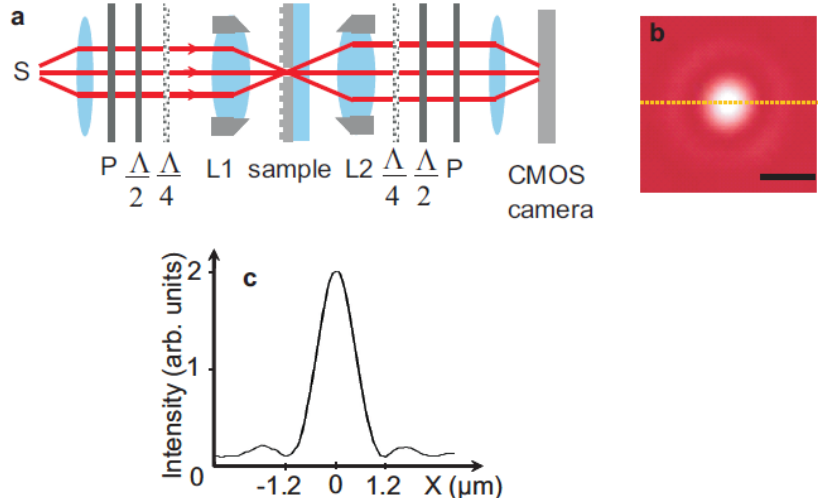 a
S
P Λ/2 Λ/4 L1 sample L2 Λ/4 Λ/2 P
CMOS
camera
b
c
Intensity (arb. units)
2
1
0
-1.2 0 1.2 X (µm)